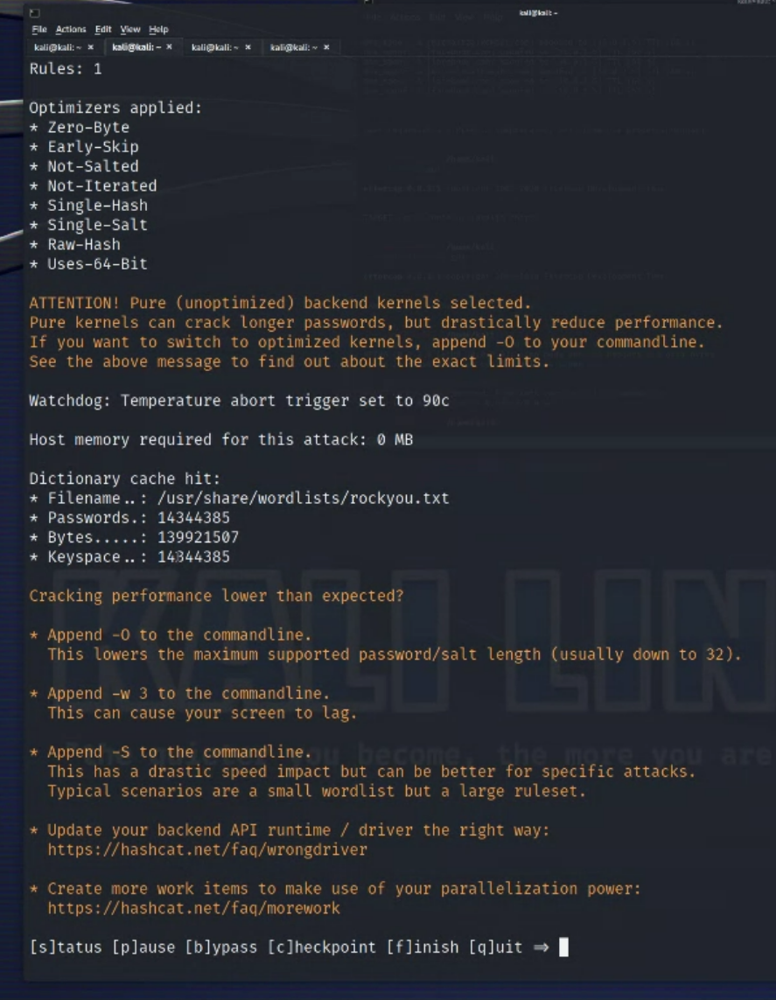 kali@kali: ~
File Actions Edit View Help
kali@kali: ~ × kali@kali: ~ × kali@kali: ~ × kali@kali: ~ ×
Rules: 1
Optimizers applied:
* Zero-Byte
* Early-Skip
* Not-Salted
* Not-Iterated
* Single-Hash
* Single-Salt
* Raw-Hash
* Uses-64-Bit
ATTENTION! Pure (unoptimized) backend kernels selected.
Pure kernels can crack longer passwords, but drastically reduce performance.
If you want to switch to optimized kernels, append -O to your commandline.
See the above message to find out about the exact limits.
Watchdog: Temperature abort trigger set to 90c
Host memory required for this attack: 0 MB
Dictionary cache hit:
* Filename..: /usr/share/wordlists/rockyou.txt
* Passwords.: 14344385
* Bytes.....: 139921507
* Keyspace..: 14344385
Cracking performance lower than expected?
* Append -O to the commandline.
This lowers the maximum supported password/salt length (usually down to 32).
* Append -w 3 to the commandline.
This can cause your screen to lag.
* Append -S to the commandline.
This has a drastic speed impact but can be better for specific attacks.
Typical scenarios are a small wordlist but a large ruleset.
* Update your backend API runtime / driver the right way:
https://hashcat.net/faq/wrongdriver
* Create more work items to make use of your parallelization power:
https://hashcat.net/faq/morework
[s]tatus [p]ause [b]ypass [c]heckpoint [f]inish [q]uit ⇒
KALI LIN
become, the more you are